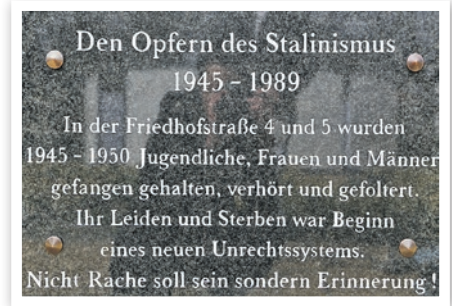 Den Opfern des Stalinismus
1945 - 1989
In der Friedhofstraße 4 und 5 wurden
1945 - 1950 Jugendliche, Frauen und Männer
gefangen gehalten, verhört und gefoltert.
Ihr Leiden und Sterben war Beginn
eines neuen Unrechtssystems.
Nicht Rache soll sein sondern Erinnerung!